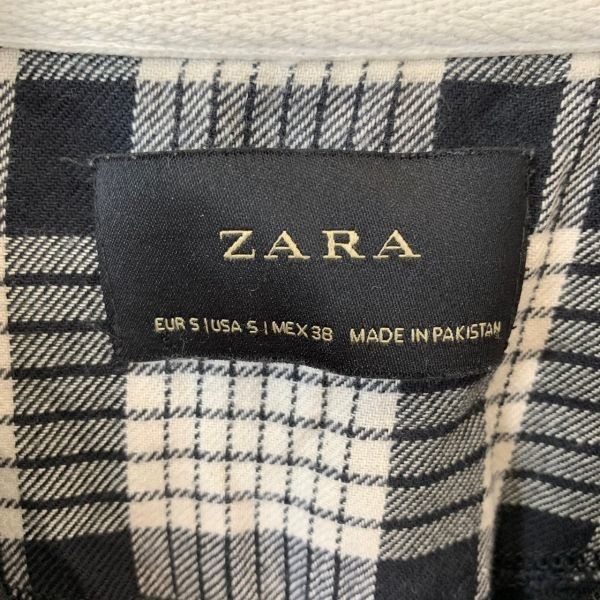 ZARA
EUR S | USA S | MEX 38 MADE IN PAKISTAN